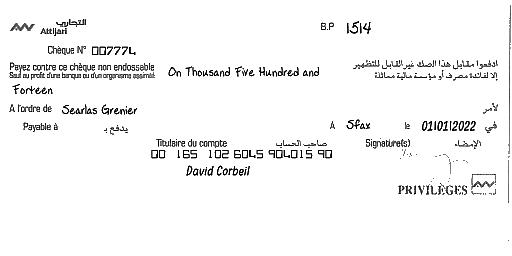 التجاري
Attijari
B.P 1514
Chèque N° 007774
Payez contre ce chèque non endossable ادفعوا مقابل هذا الصك غير القابل للتظهير
Sauf au profit d'une banque ou d'un organisme assimilé On Thousand Five Hundred and إلا لفائدة مصرف أو مؤسسة مالية مماثلة
Forteen
A l'ordre de Searlas Grenier لأمر
Payable à يدفع بـ A Sfax le 01/01/2022 في
Titulaire du compte صاحب الحساب Signature(s) الإمضاء
00 165 102 6045 904015 90
David Corbeil
PRIVILÈGES